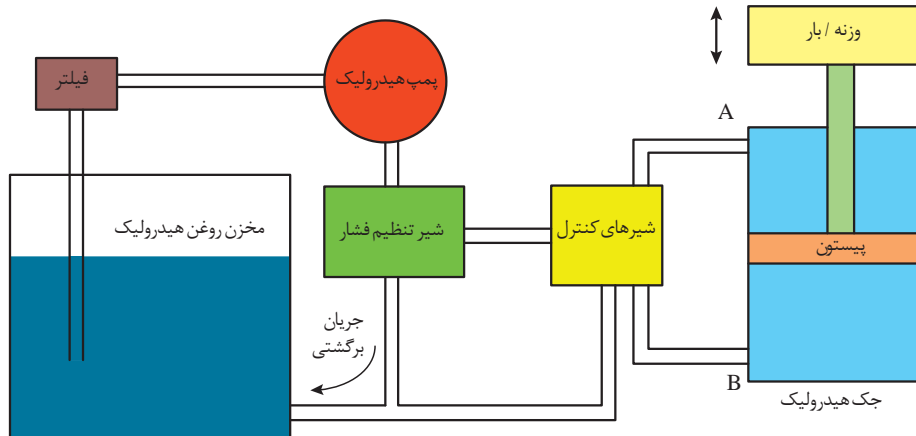 وزنه / بار
فیلتر
پمپ هیدرولیک
A
شیر تنظیم فشار
شیرهای کنترل
مخزن روغن هیدرولیک
پیستون
جریان
برگشتی
B
جک هیدرولیک